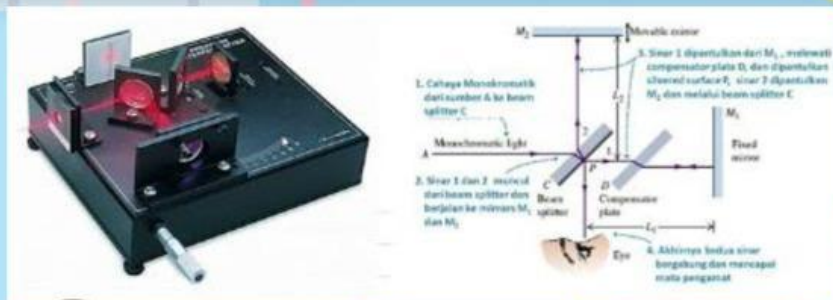 M₂
Movable mirror
3. Sinar 1 dipantulkan dari M₁, melewati
compensator plate D, dan dipantulkan
silvered surface P, sinar 2 dipantulkan
M₂ dan melalui beam splitter C
1. Cahaya Monokromatik
dari sumber A ke beam
splitter C
L₂
M₁
2
Monochromatic light
Fixed
mirror
A
1
P
2. Sinar 1 dan 2 muncul
dari beam splitter dan
berjalan ke mirrors M₁
dan M₂
C
Beam
splitter
D
Compensator
plate
L₁
Eye
4. Akhirnya kedua sinar
bergabung dan mencapai
mata pengamat